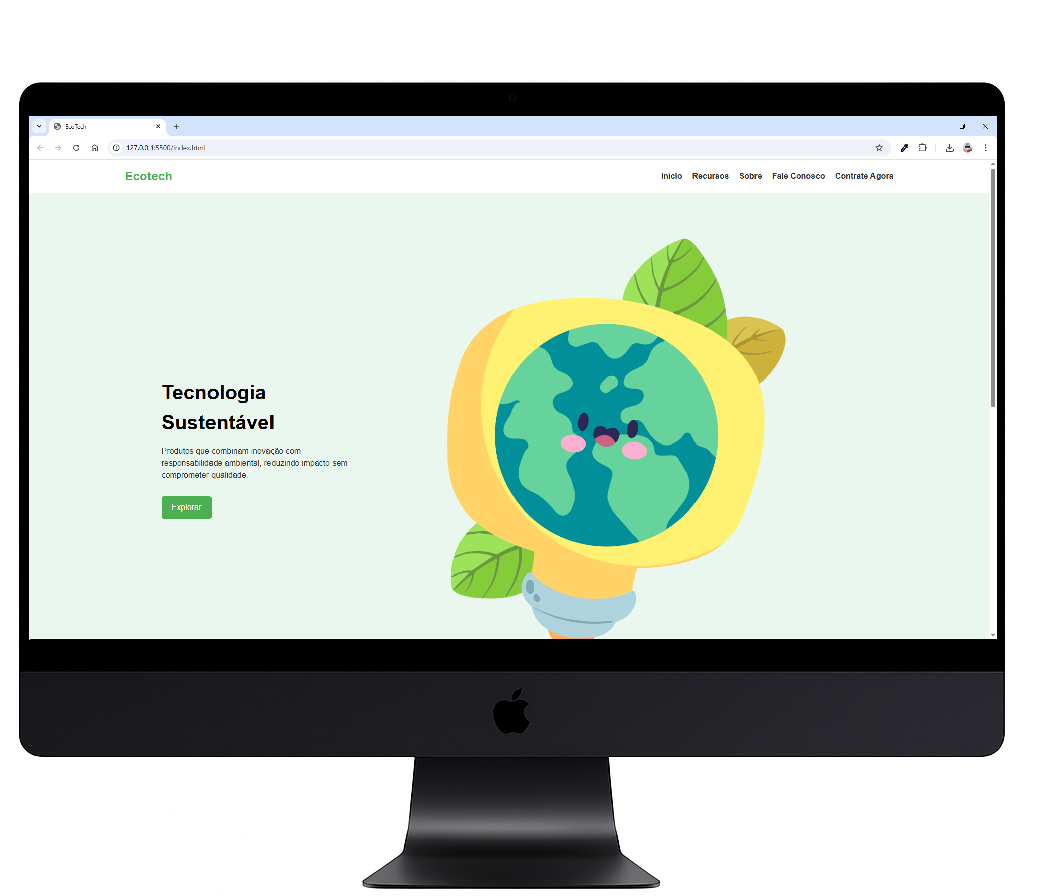 EcoTech
127.0.0.1:5500/index.html
Ecotech
Início Recursos Sobre Fale Conosco Contrate Agora
Tecnologia
Sustentável
Produtos que combinam inovação com
responsabilidade ambiental, reduzindo impacto sem
comprometer qualidade.
Explorar